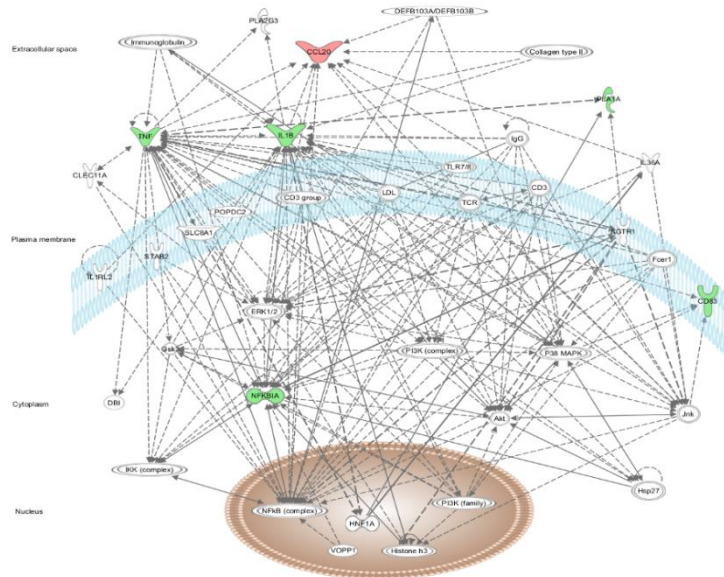 DEFB103A/DEFB103B
PLA2G3
Immunoglobulin
Extracellular space
CCL20
Collagen type II
TNF
IL1B
IgG
IL36A
CLEC11A
TLR7/8
CD3 group
LDL
CD3
TCR
POPDC2
SLC8A1
AGTR1
Plasma membrane
STAB2
Fcer1
IL1RL2
CD83
ERK1/2
PI3K (complex)
P38 MAPK
NFKBIA
Cytoplasm
DBI
Akt
Jnk
IKK (complex)
Hsp27
PI3K (family)
Nucleus
NFkB (complex)
HNF1A
VOPP1
Histone h3